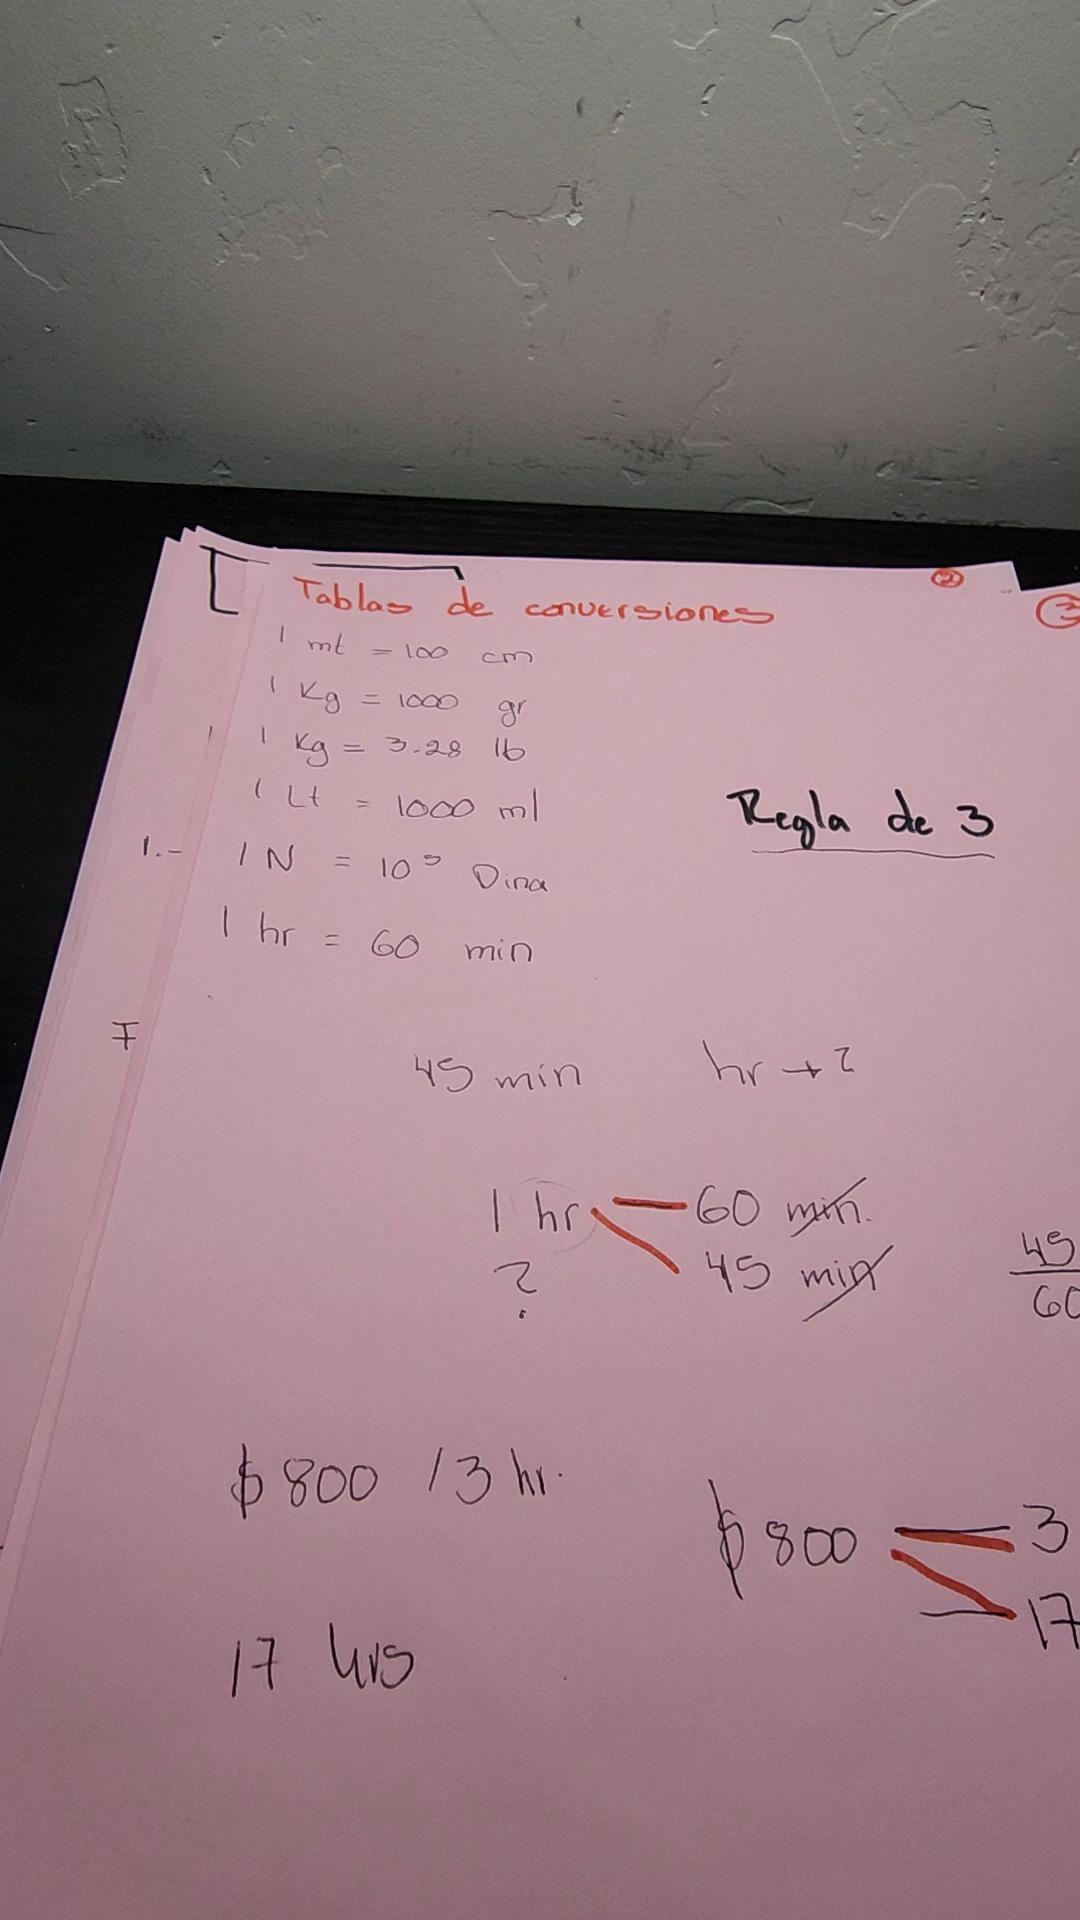 Tablas de conversiones
②
③
1 mt = 100 cm
1 Kg = 1000 gr
1 Kg = 3.28 lb
1 Lt = 1000 ml
1.- 1 N = 10⁵ Dina
1 hr = 60 min
Regla de 3
45 min hr → ?
1 hr 60 min.
? 45 min
45
60
$ 800 / 3 hr.
17 hrs
$ 800 3
17